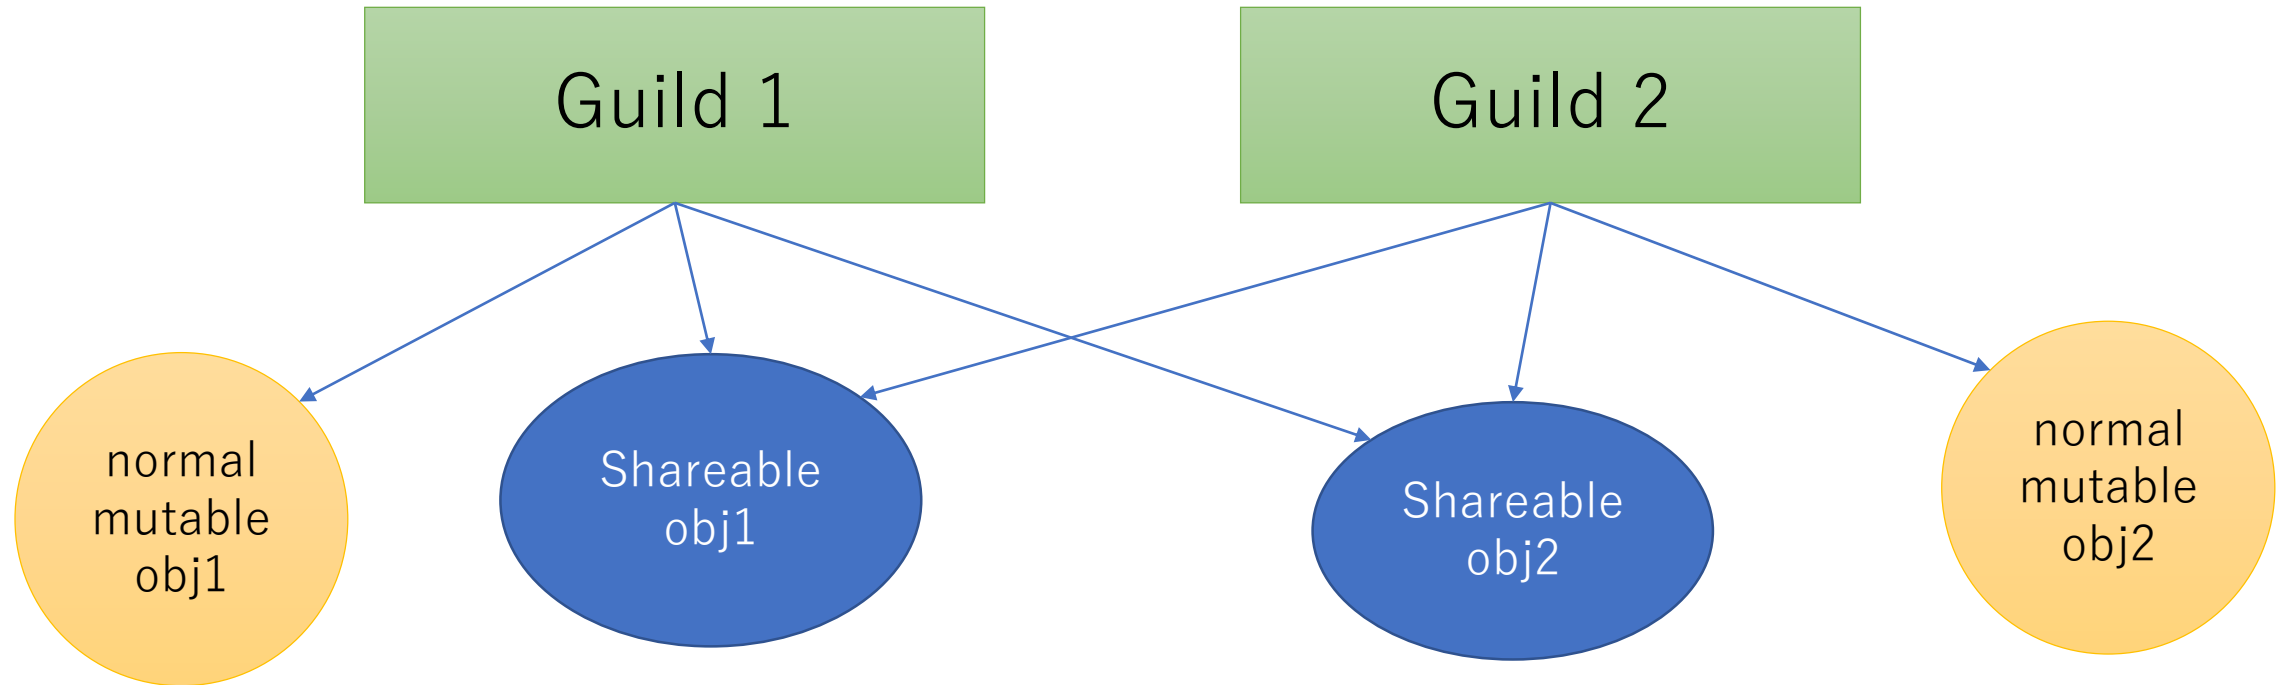 Guild 1
Guild 2
normal
mutable
obj1
Shareable
obj1
Shareable
obj2
normal
mutable
obj2